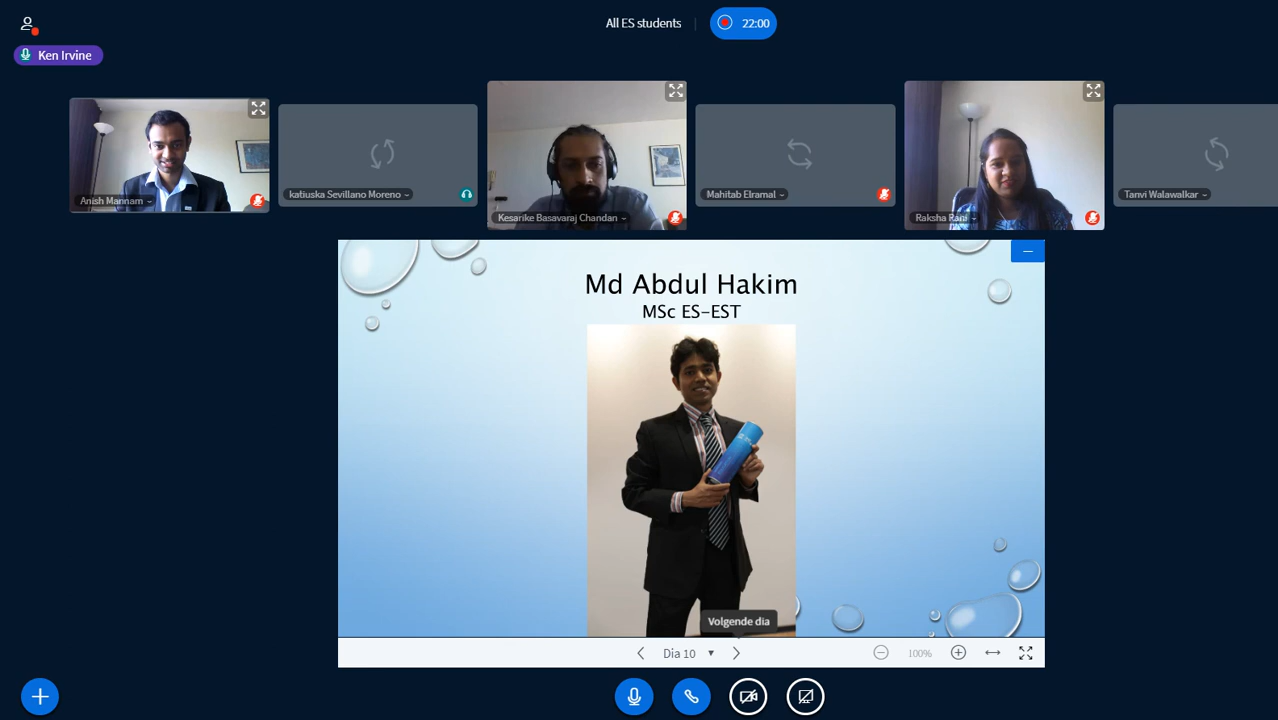 All ES students
22:00
Ken Irvine
Anish Mannam
katiuska Sevillano Moreno
Kesarike Basavaraj Chandan
Mahitab Elramal
Raksha Rani
Tanvi Walawalkar
Md Abdul Hakim
MSc ES-EST
Volgende dia
Dia 10
100%